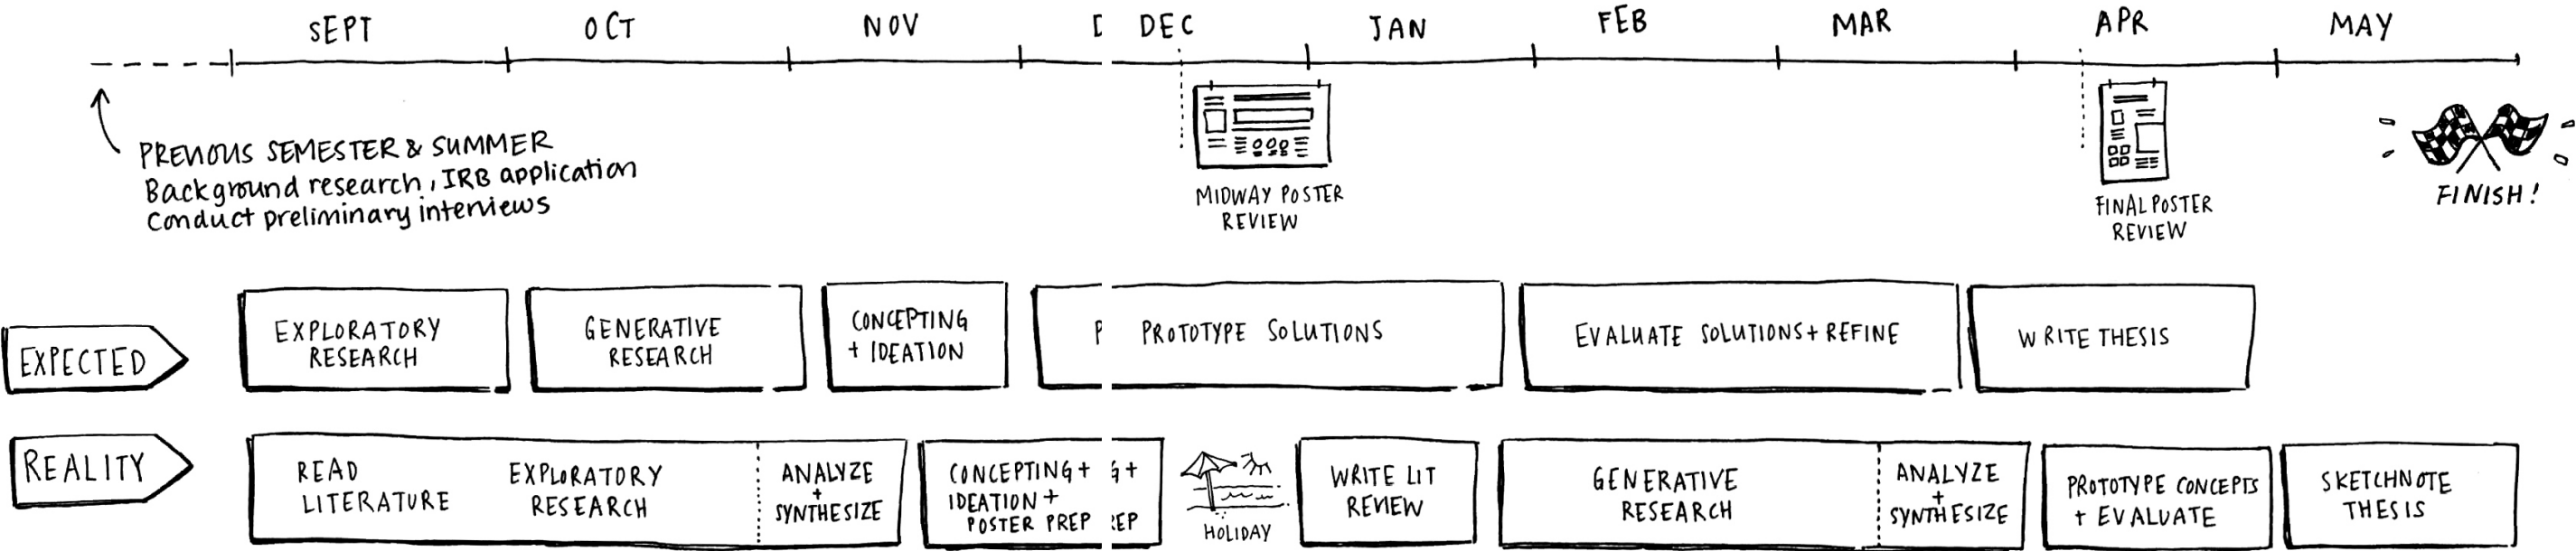 SEPT OCT NOV D DEC JAN FEB MAR APR MAY
PREVIOUS SEMESTER & SUMMER
Background research, IRB application
Conduct preliminary interviews
MIDWAY POSTER
REVIEW
FINAL POSTER
REVIEW
FINISH!
EXPECTED
EXPLORATORY
RESEARCH
GENERATIVE
RESEARCH
CONCEPTING
+ IDEATION
P PROTOTYPE SOLUTIONS
EVALUATE SOLUTIONS + REFINE
WRITE THESIS
REALITY
READ
LITERATURE
EXPLORATORY
RESEARCH
ANALYZE
+
SYNTHESIZE
CONCEPTING + G +
IDEATION +
POSTER PREP REP
HOLIDAY
WRITE LIT
REVIEW
GENERATIVE
RESEARCH
ANALYZE
+
SYNTHESIZE
PROTOTYPE CONCEPTS
+ EVALUATE
SKETCHNOTE
THESIS